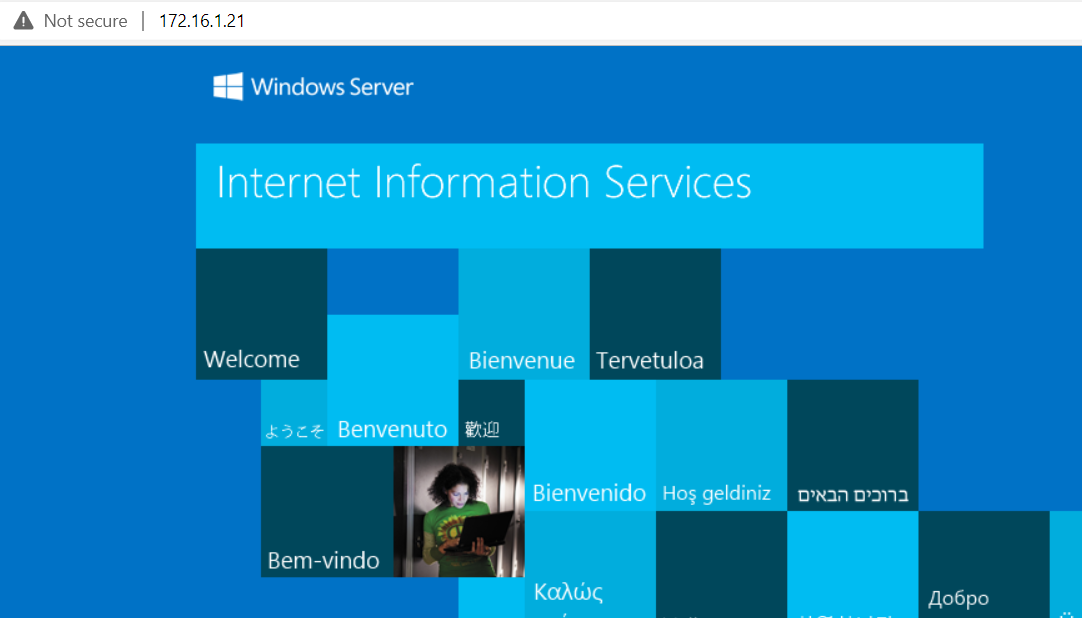 Not secure | 172.16.1.21
Windows Server
Internet Information Services
Welcome
Bienvenue
Tervetuloa
ようこそ
Benvenuto
歡迎
Bienvenido
Hoş geldiniz
ברוכים הבאים
Bem-vindo
Καλώς
Добро